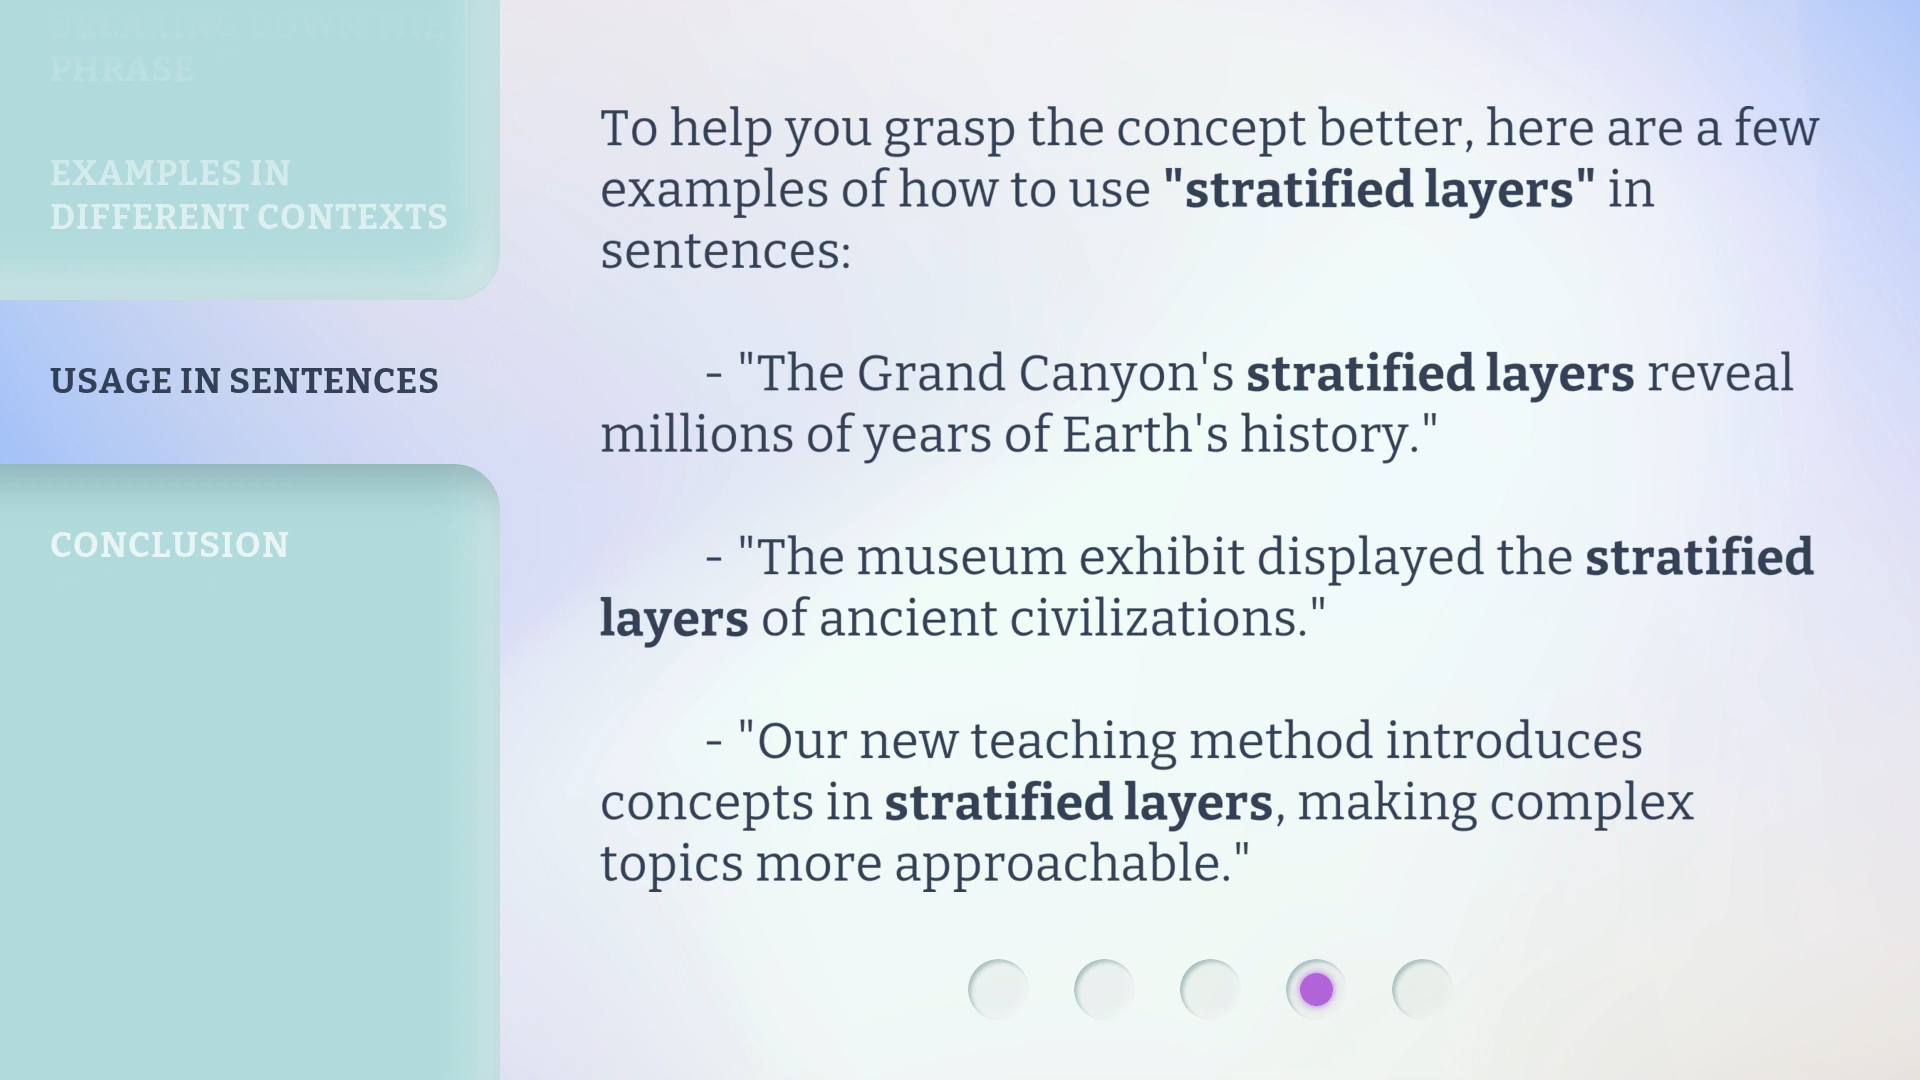 BREAKING DOWN THE
PHRASE
EXAMPLES IN
DIFFERENT CONTEXTS
USAGE IN SENTENCES
CONCLUSION
To help you grasp the concept better, here are a few
examples of how to use "stratified layers" in
sentences:
- "The Grand Canyon's stratified layers reveal
millions of years of Earth's history."
- "The museum exhibit displayed the stratified
layers of ancient civilizations."
- "Our new teaching method introduces
concepts in stratified layers, making complex
topics more approachable."